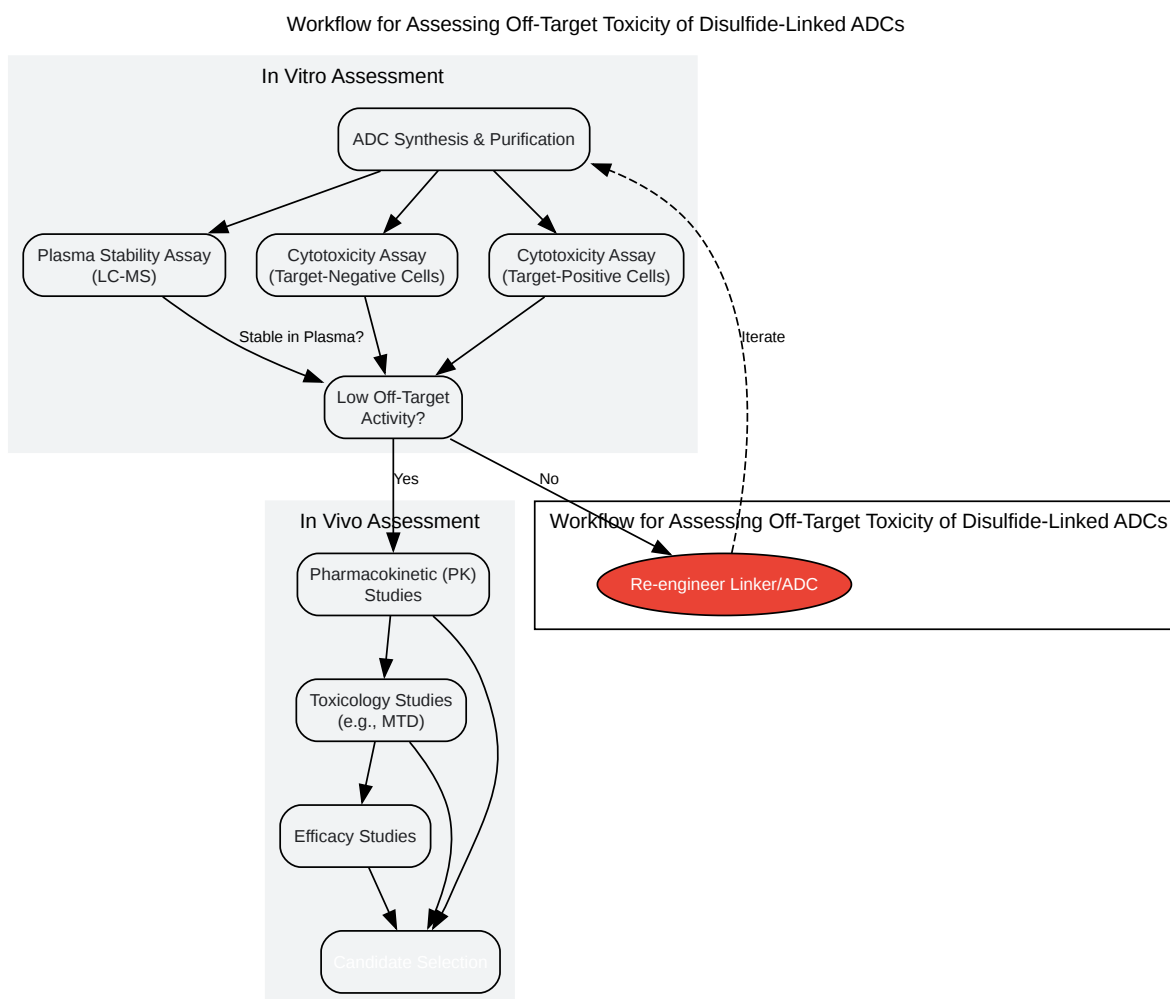 Workflow for Assessing Off-Target Toxicity of Disulfide-Linked ADCs
In Vitro Assessment
ADC Synthesis & Purification
Plasma Stability Assay
(LC-MS)
Cytotoxicity Assay
(Target-Negative Cells)
Cytotoxicity Assay
(Target-Positive Cells)
Stable in Plasma?
Iterate
Low Off-Target
Activity?
Yes
No
In Vivo Assessment
Workflow for Assessing Off-Target Toxicity of Disulfide-Linked ADCs
Pharmacokinetic (PK)
Studies
Re-engineer Linker/ADC
Toxicology Studies
(e.g., MTD)
Efficacy Studies
Candidate Selection